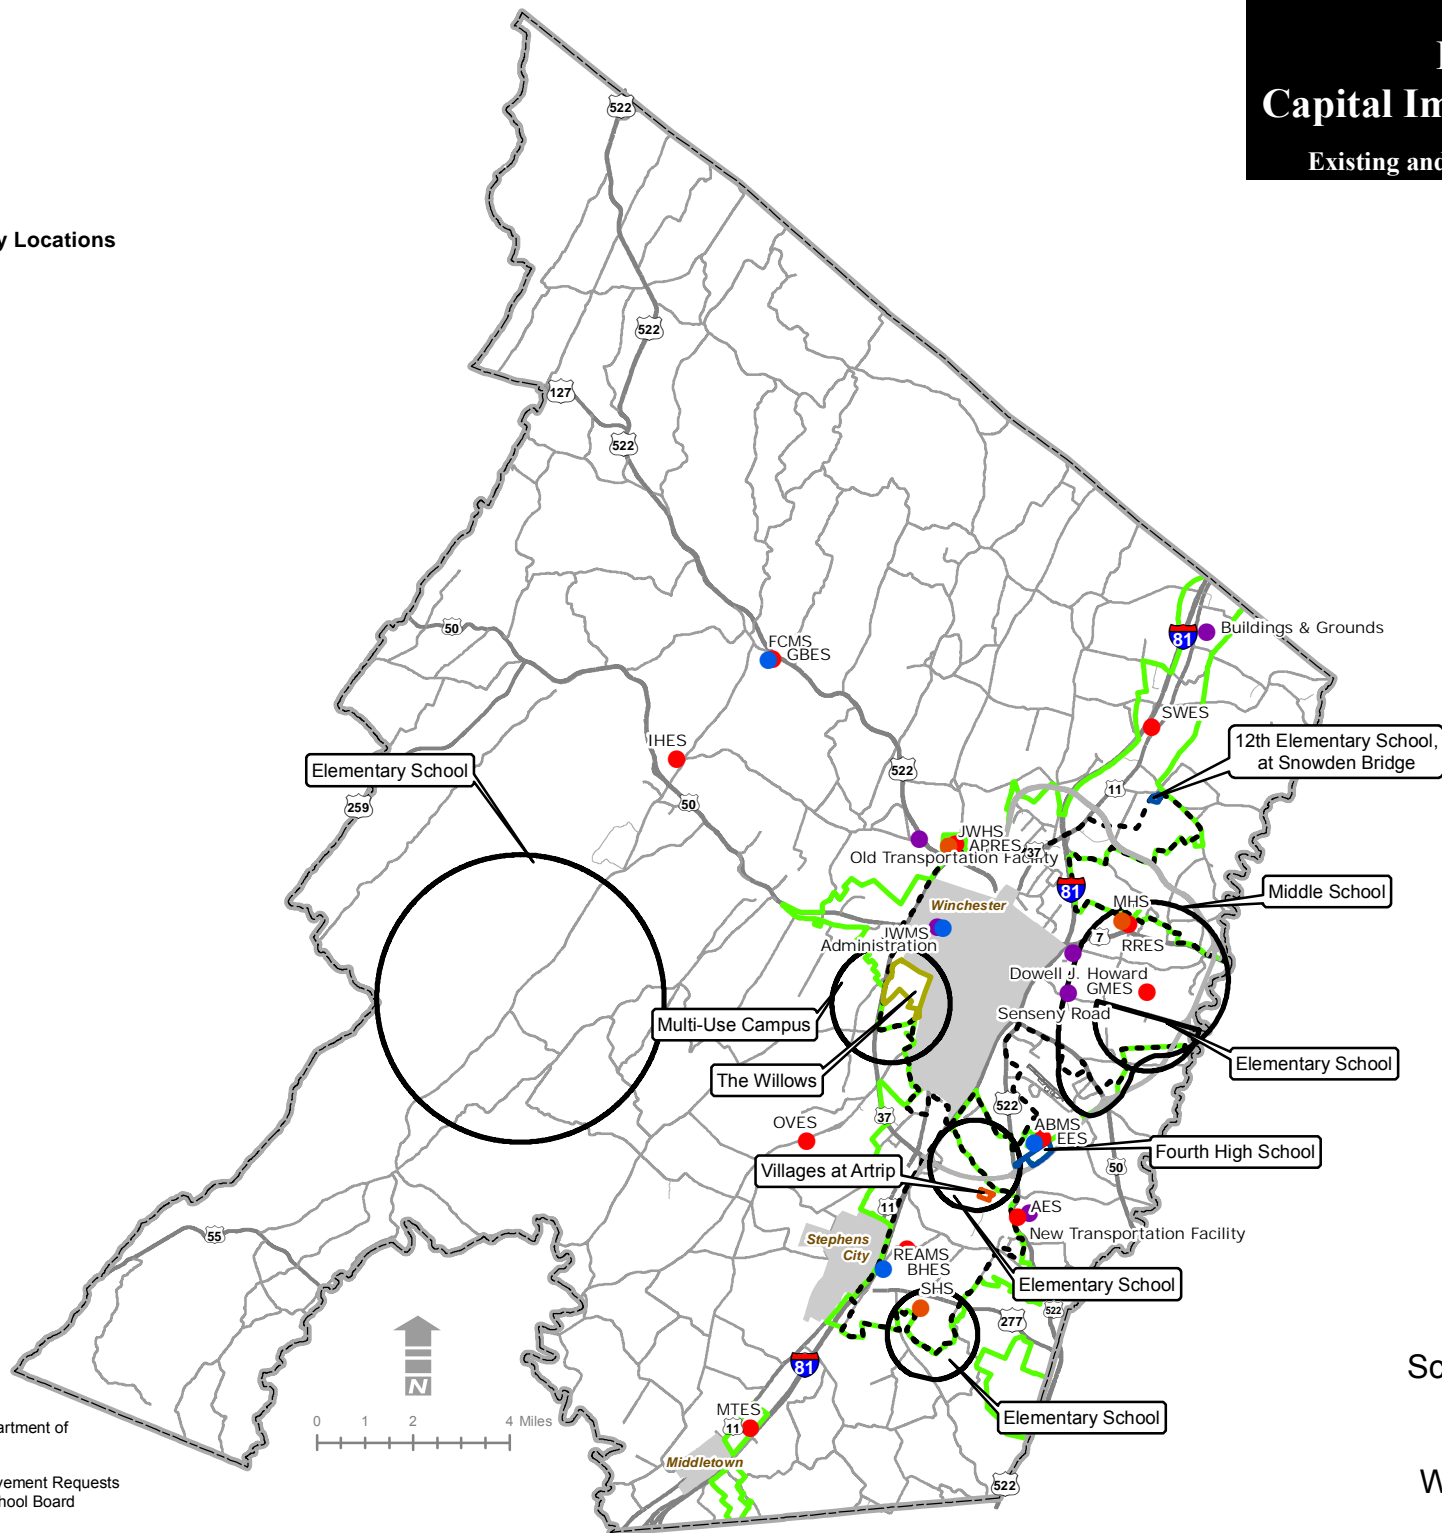 Capital Im
Existing and
y Locations
522
522
127
522
50
81
Buildings & Grounds
FCMS
GBES
SWES
IHES
12th Elementary School,
at Snowden Bridge
Elementary School
522
11
50
259
JWHS
APRES
37
Old Transportation Facility
81
Middle School
Winchester
MHS
JWMS
7
RRES
Administration
Dowell J. Howard
GMES
Senseny Road
Multi-Use Campus
Elementary School
The Willows
522
37
OVES
ABMS
EES
Fourth High School
Villages at Artrip
50
11
AES
New Transportation Facility
55
Stephens
City
REAMS
BHES
Elementary School
SHS
522
277
81
N
MTES
11
Elementary School
0 1 2 4 Miles
Middletown
522
artment of
vement Requests
chool Board
Sc
W